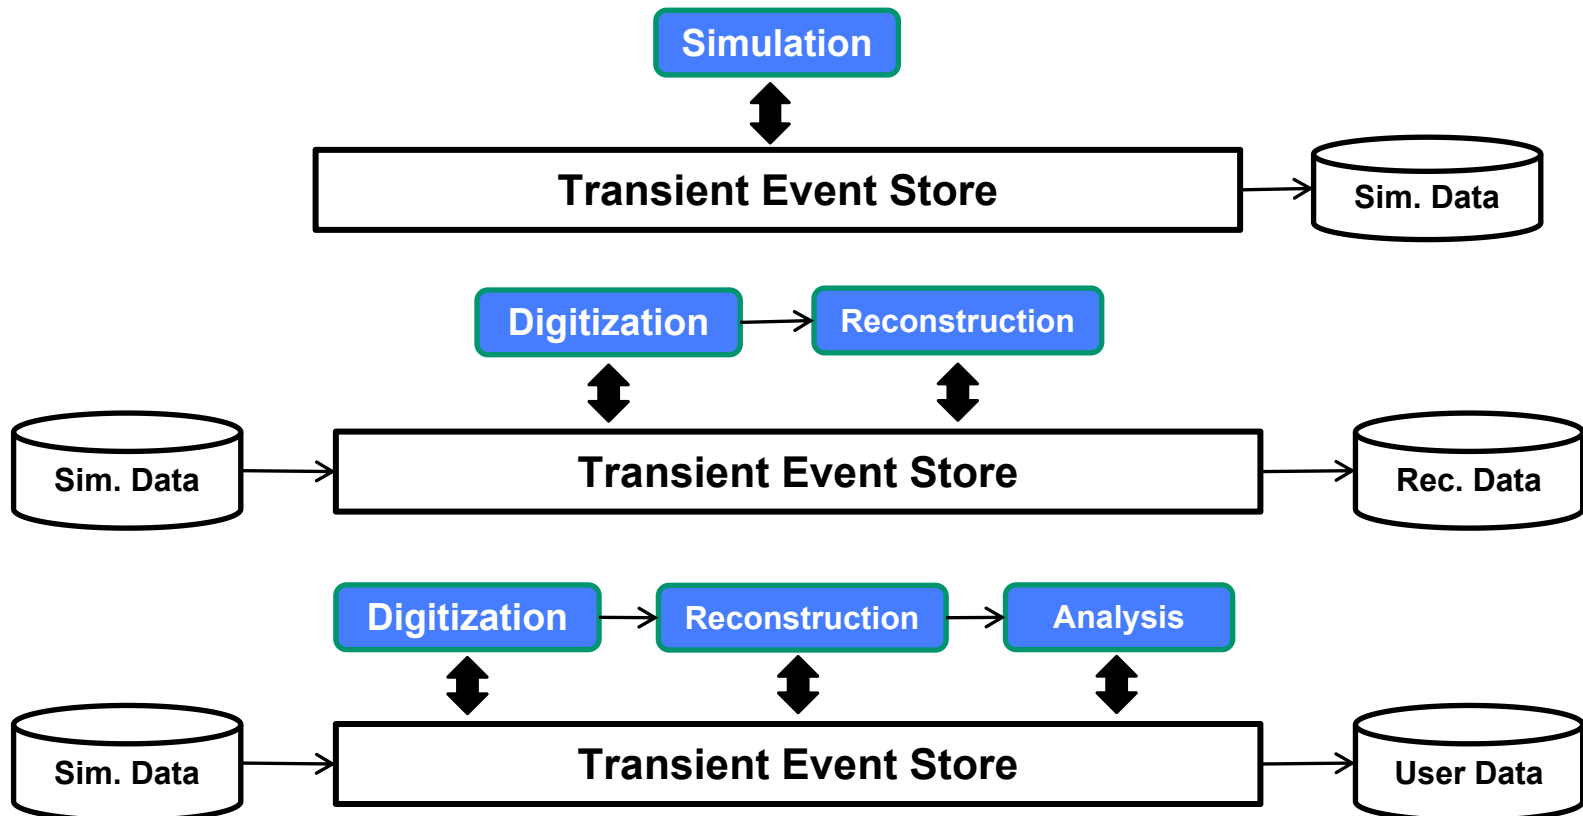 Simulation
Transient Event Store
Sim. Data
Digitization
Reconstruction
Sim. Data
Transient Event Store
Rec. Data
Digitization
Reconstruction
Analysis
Sim. Data
Transient Event Store
User Data